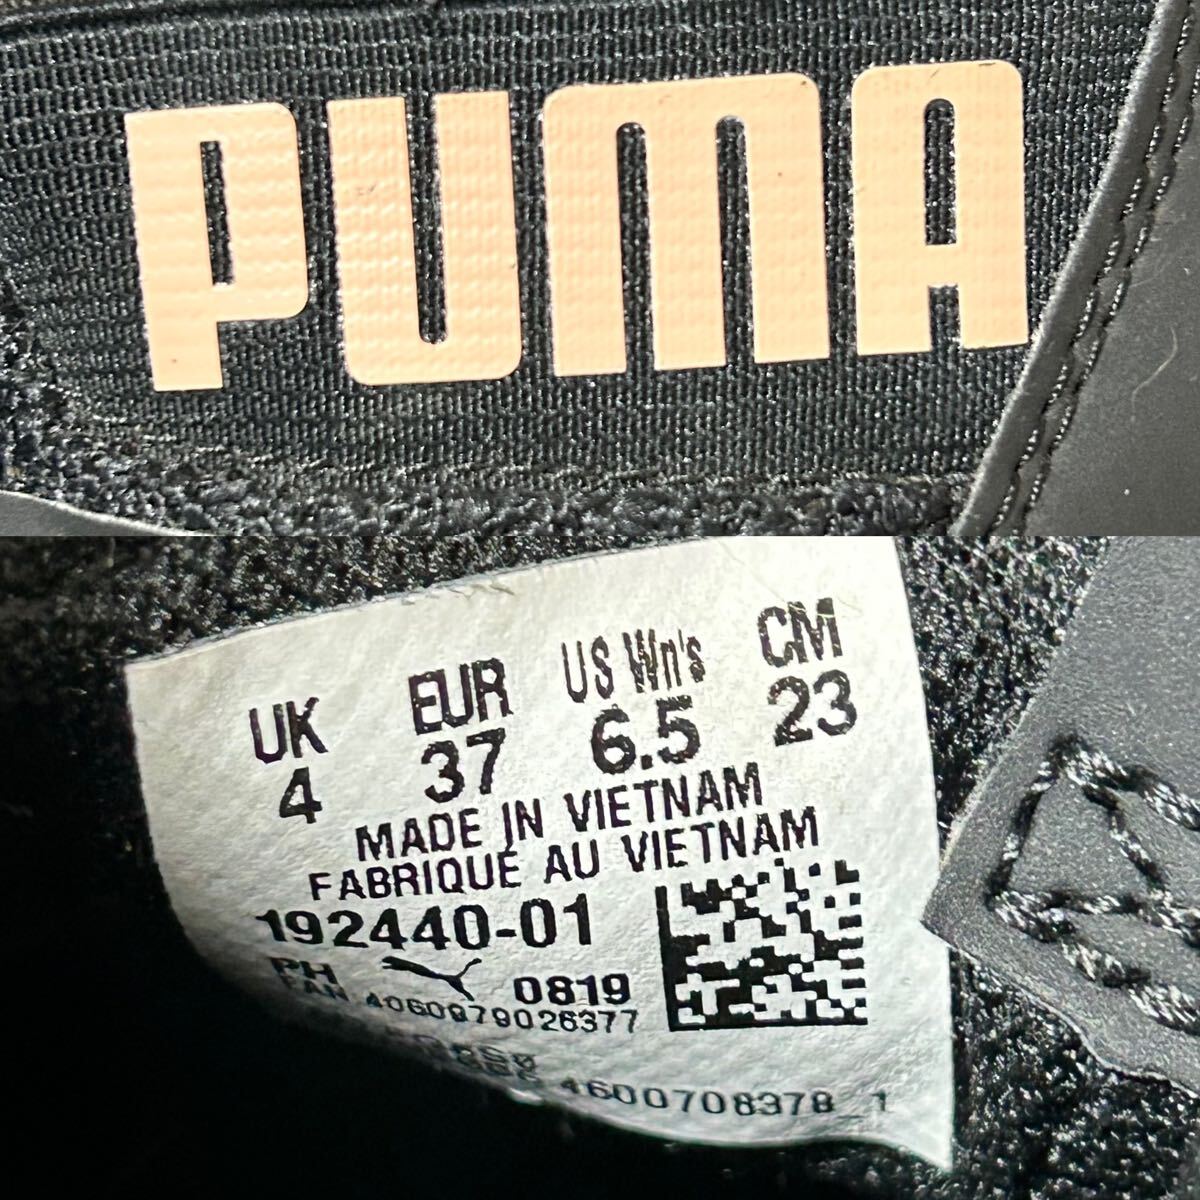 PUMA
UK EUR US Wn's CM
4 37 6.5 23
MADE IN VIETNAM
FABRIQUÉ AU VIETNAM
192440-01
PH 0819
EAN 4060979026377
4600708378_1